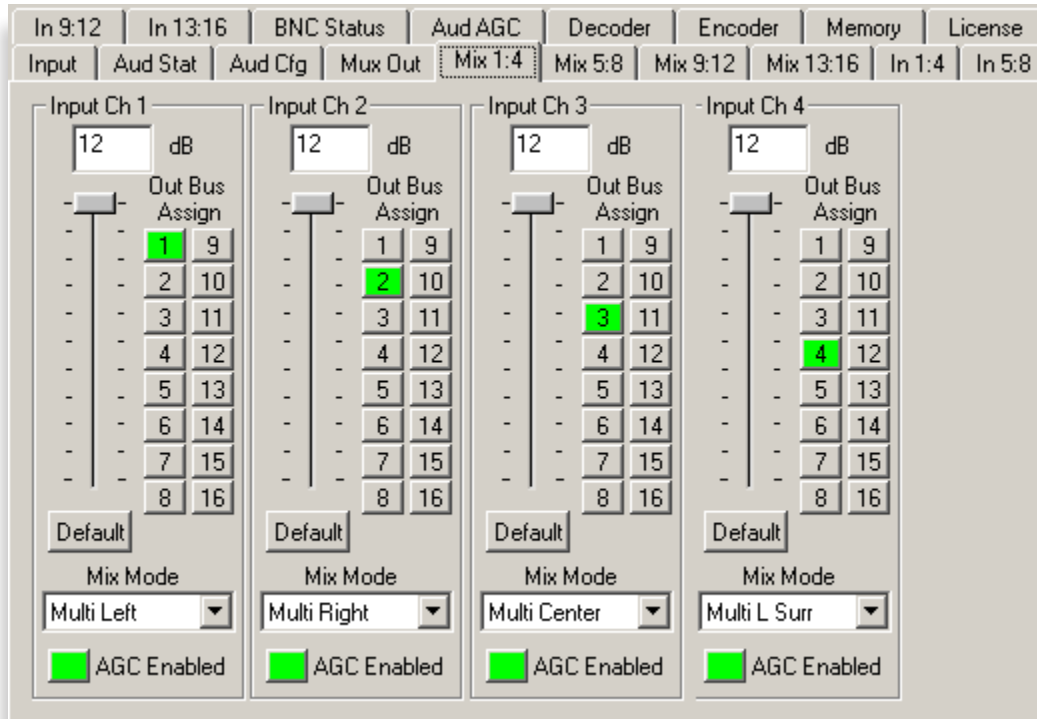 In 9:12 In 13:16 BNC Status Aud AGC Decoder Encoder Memory License
Input Aud Stat Aud Cfg Mux Out Mix 1:4 Mix 5:8 Mix 9:12 Mix 13:16 In 1:4 In 5:8
Input Ch 1
12 dB
Out Bus
Assign
1 9
2 10
3 11
4 12
5 13
6 14
7 15
8 16
Default
Mix Mode
Multi Left
AGC Enabled
Input Ch 2
12 dB
Out Bus
Assign
1 9
2 10
3 11
4 12
5 13
6 14
7 15
8 16
Default
Mix Mode
Multi Right
AGC Enabled
Input Ch 3
12 dB
Out Bus
Assign
1 9
2 10
3 11
4 12
5 13
6 14
7 15
8 16
Default
Mix Mode
Multi Center
AGC Enabled
Input Ch 4
12 dB
Out Bus
Assign
1 9
2 10
3 11
4 12
5 13
6 14
7 15
8 16
Default
Mix Mode
Multi L Surr
AGC Enabled